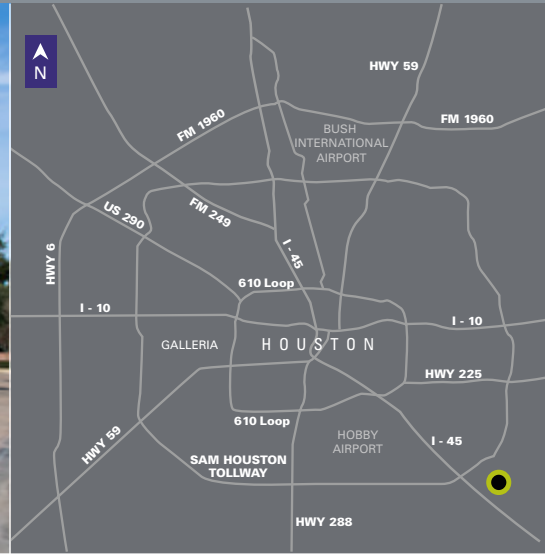 N
HWY 59
FM 1960
FM 1960
BUSH
INTERNATIONAL
AIRPORT
US 290
FM 249
HWY 6
I - 45
610 Loop
I - 10
I - 10
GALLERIA
HOUSTON
HWY 225
610 Loop
HOBBY
AIRPORT
I - 45
HWY 59
SAM HOUSTON
TOLLWAY
HWY 288